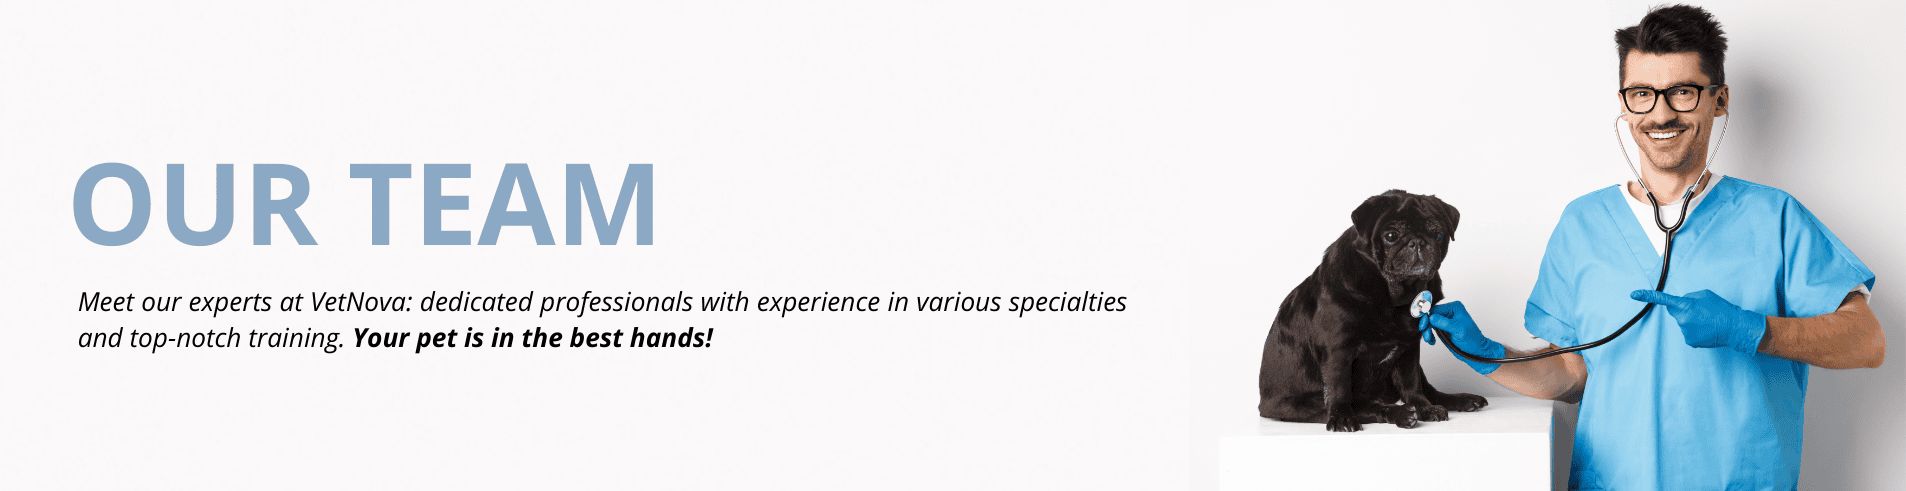 OUR TEAM
Meet our experts at VetNova: dedicated professionals with experience in various specialties
and top-notch training. Your pet is in the best hands!